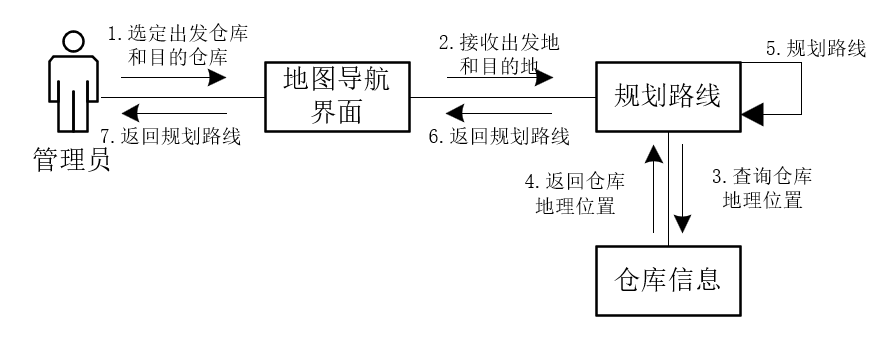 1.选定出发仓库
和目的仓库
7.返回规划路线
管理员
地图导航
界面
2.接收出发地
和目的地
6.返回规划路线
规划路线
5.规划路线
4.返回仓库
地理位置
3.查询仓库
地理位置
仓库信息